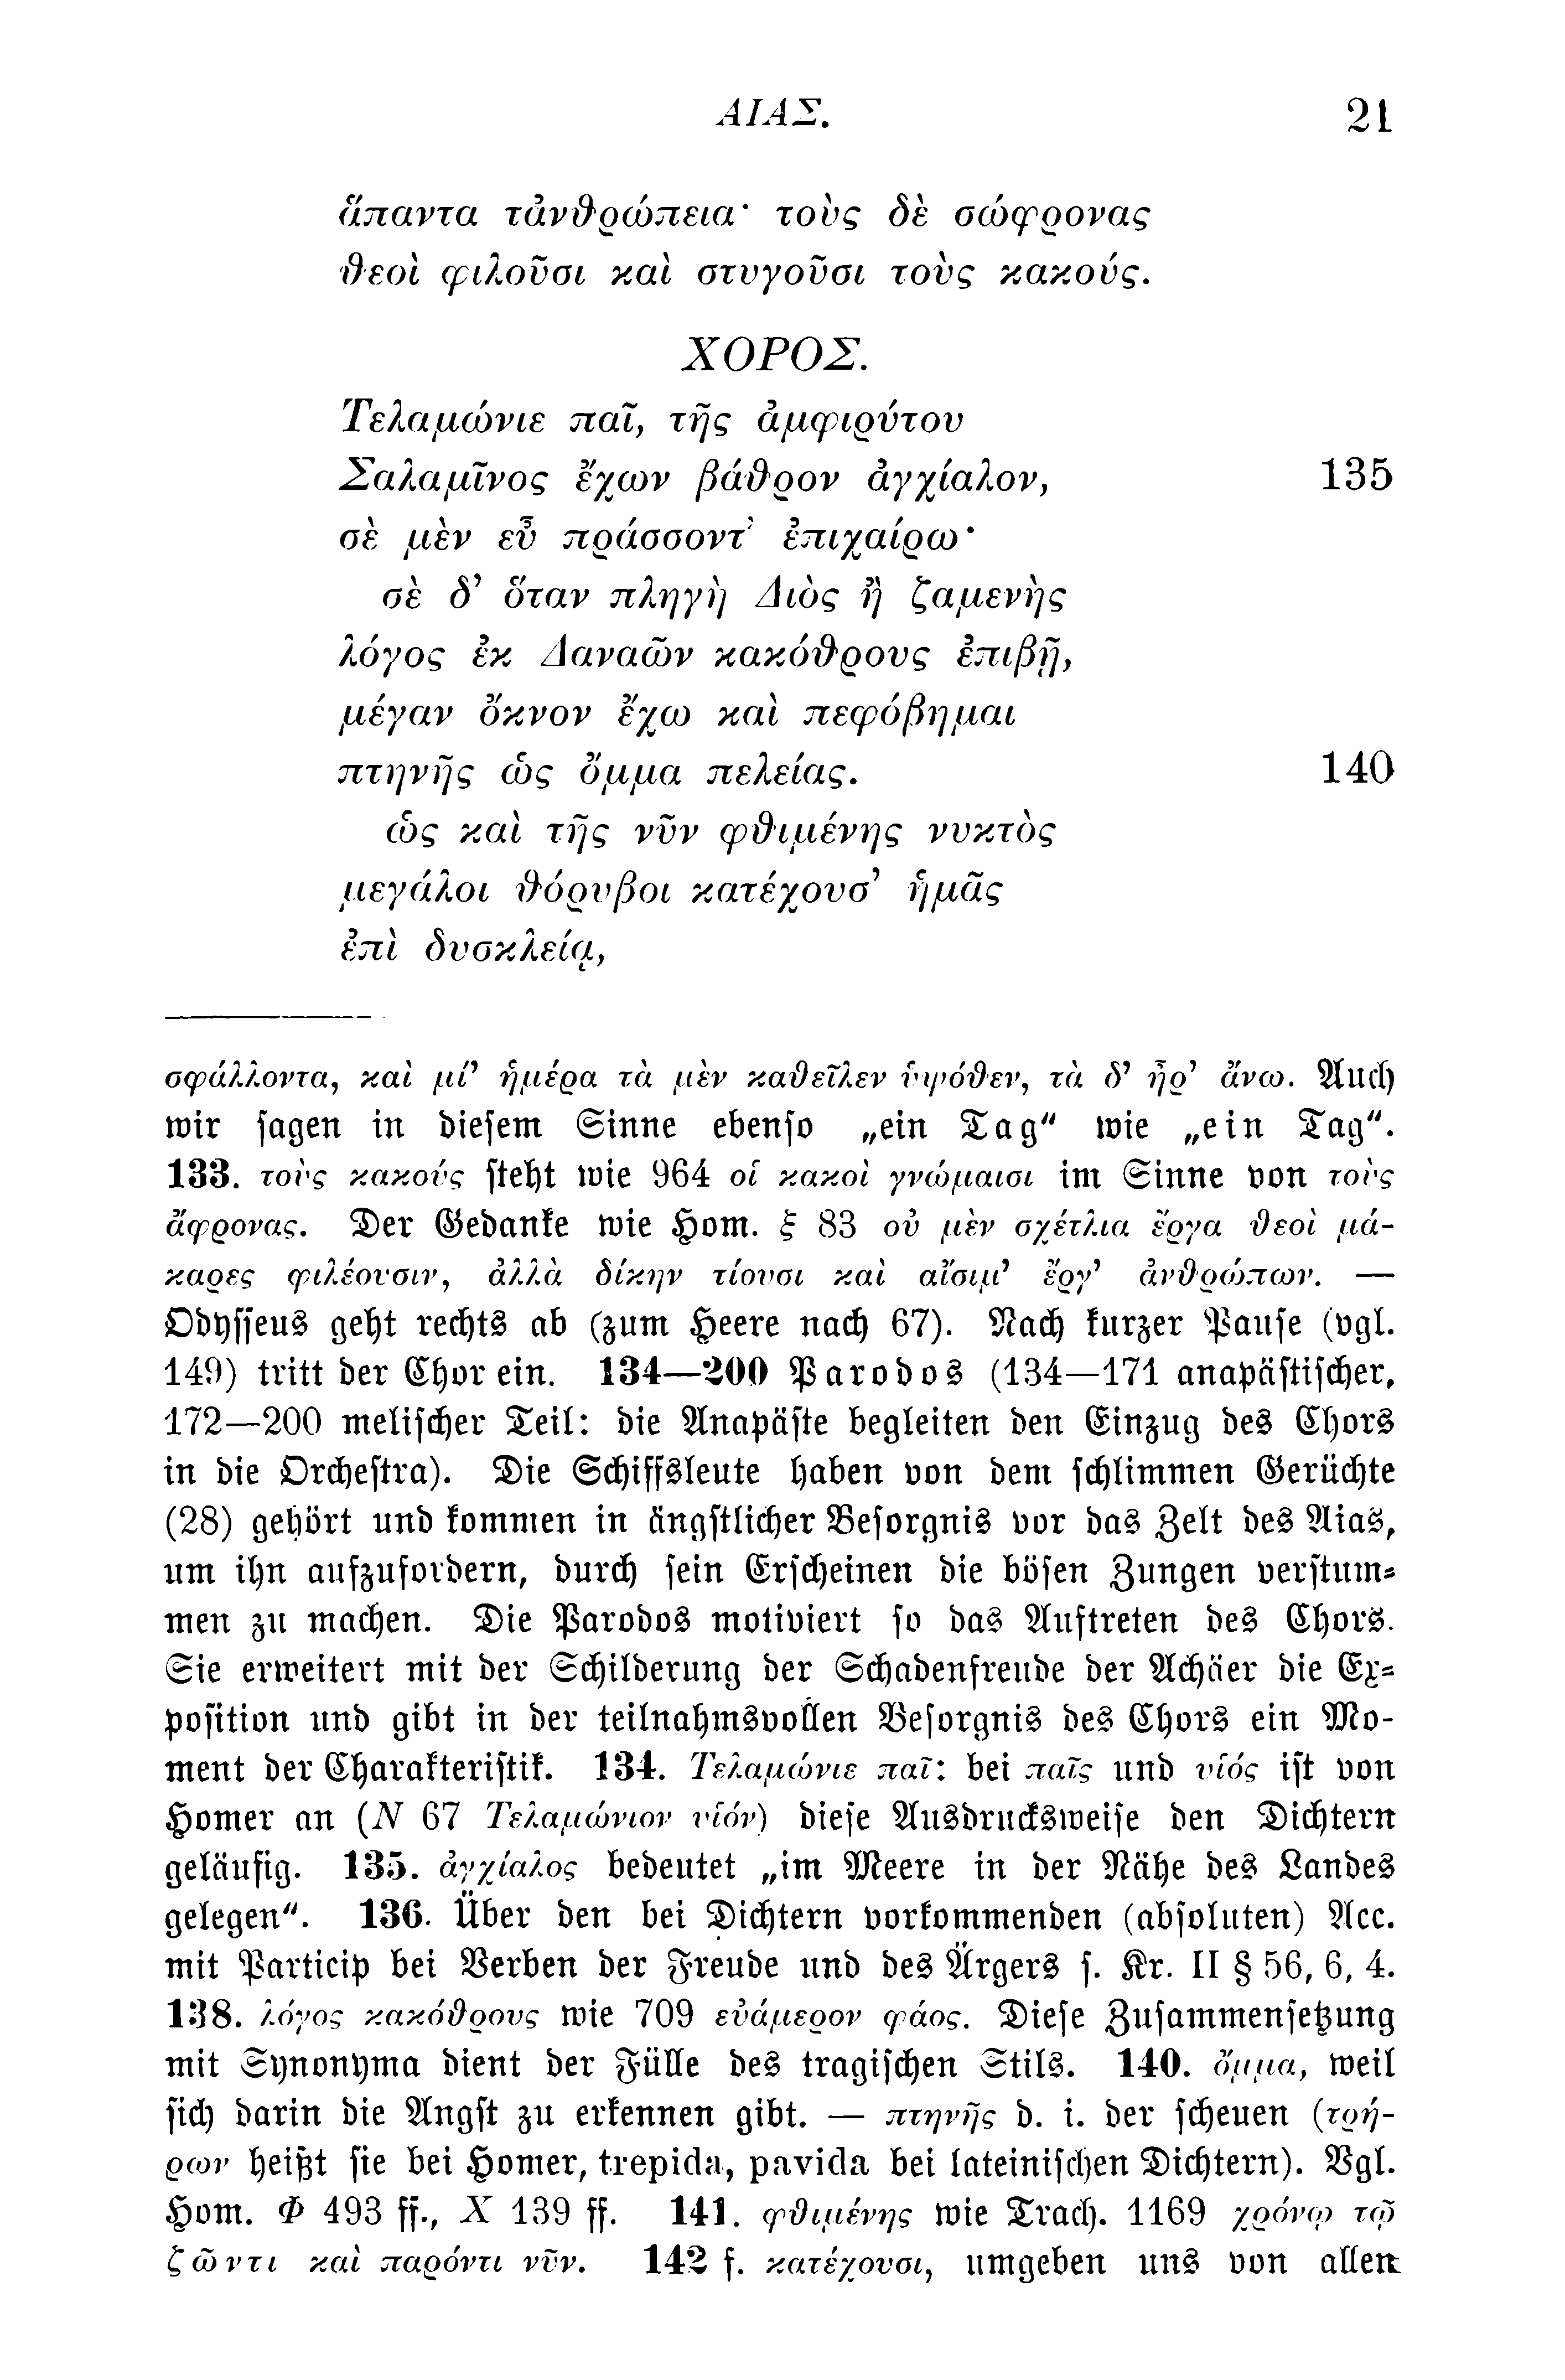 ΑΙΑΣ. 21
ἅπαντα τἀνθρώπεια· τοὺς δὲ σώφρονας
θεοὶ φιλοῦσι καὶ στυγοῦσι τοὺς κακούς.
ΧΟΡΟΣ.
Τελαμώνιε παῖ, τῆς ἀμφιρύτου
Σαλαμῖνος ἔχων βάθρον ἀγχίαλον, 135
σὲ μὲν εὖ πράσσοντ᾽ ἐπιχαίρω·
σὲ δ᾽ ὅταν πληγὴ Διὸς ἢ ζαμενὴς
λόγος ἐκ Δαναῶν κακόθρους ἐπιβῇ,
μέγαν ὄκνον ἔχω καὶ πεφόβημαι
πτηνῆς ὡς ὄμμα πελείας. 140
ὡς καὶ τῆς νῦν φθιμένης νυκτὸς
μεγάλοι θόρυβοι κατέχουσ᾽ ἡμᾶς
ἐπὶ δυσκλείᾳ,
σφάλλοντα, καὶ μί᾽ ἡμέρα τὰ μὲν καθεῖλεν ὑψόθεν, τὰ δ᾽ ἦρ᾽ ἄνω. Auch
wir sagen in diesem Sinne ebenso „ein Tag" wie „ein Tag".
133. τοὺς κακούς steht wie 964 οἱ κακοὶ γνώμαισι im Sinne von τοὺς
ἄφρονας. Der Gedanke wie Hom. ξ 83 οὐ μὲν σχέτλια ἔργα θεοὶ μά-
καρες φιλέουσιν, ἀλλὰ δίκην τίουσι καὶ αἴσιμ᾽ ἔργ᾽ ἀνθρώπων. —
Odysseus geht rechts ab (zum Heere nach 67). Nach kurzer Pause (vgl.
149) tritt der Chor ein. 134—200 Parodos (134—171 anapästischer,
172—200 melischer Teil: die Anapäste begleiten den Einzug des Chors
in die Orchestra). Die Schiffsleute haben von dem schlimmen Gerüchte
(28) gehört und kommen in ängstlicher Besorgnis vor das Zelt des Aias,
um ihn aufzufordern, durch sein Erscheinen die bösen Zungen verstum-
men zu machen. Die Parodos motiviert so das Auftreten des Chors.
Sie erweitert mit der Schilderung der Schadenfreude der Achäer die Ex-
position und gibt in der teilnahmsvollen Besorgnis des Chors ein Mo-
ment der Charakteristik. 134. Τελαμώνιε παῖ: bei παῖς und υἱός ist von
Homer an (N 67 Τελαμώνιον υἱόν) diese Ausdrucksweise den Dichtern
geläufig. 135. ἀγχίαλος bedeutet „im Meere in der Nähe des Landes
gelegen". 136. Über den bei Dichtern vorkommenden (absoluten) Acc.
mit Particip bei Verben der Freude und des Ärgers s. Kr. II § 56, 6, 4.
138. λόγος κακόθρους wie 709 εὐάμερον φάος. Diese Zusammensetzung
mit Synonyma dient der Fülle des tragischen Stils. 140. ὄμμα, weil
sich darin die Angst zu erkennen gibt. — πτηνῆς d. i. der scheuen (τρή-
ρων heißt sie bei Homer, trepida, pavida bei lateinischen Dichtern). Vgl.
Hom. Φ 493 ff., X 139 ff. 141. φθιμένης wie Trach. 1169 χρόνῳ τῷ
ζῶντι καὶ παρόντι νῦν. 142 f. κατέχουσι, umgeben uns von allen